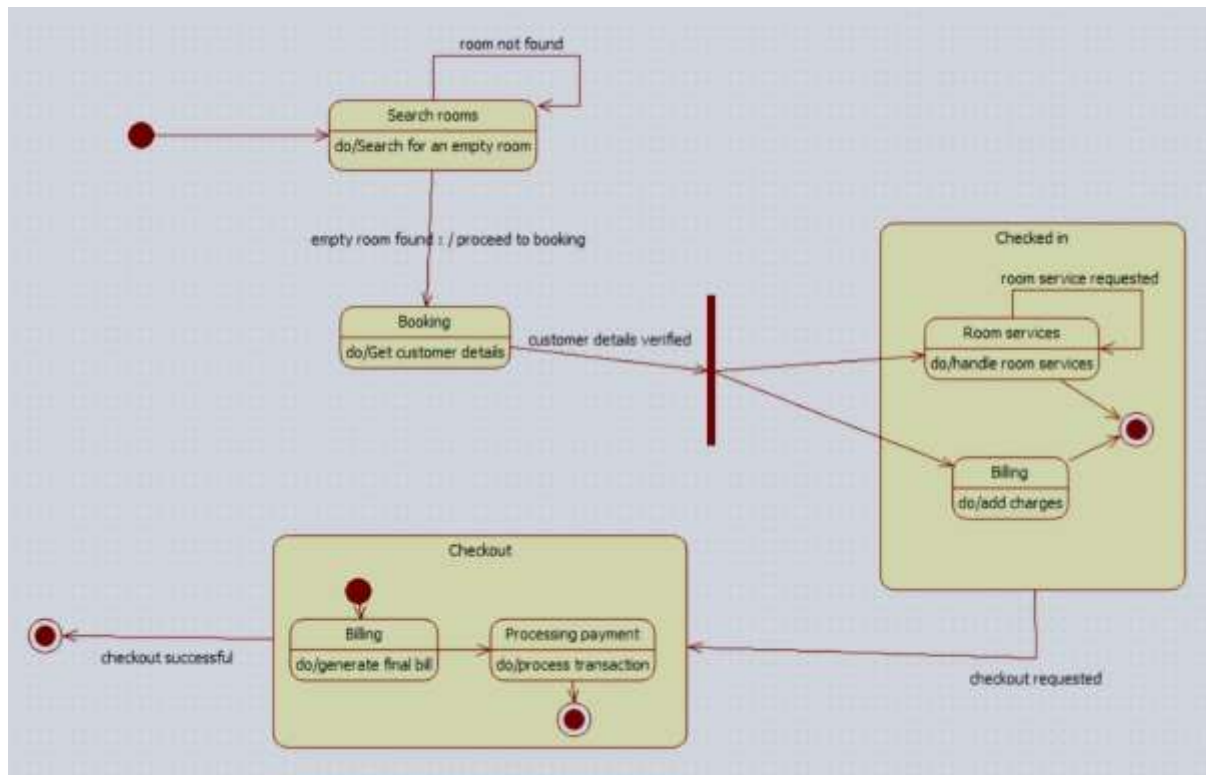 room not found
Search rooms
do/Search for an empty room
empty room found : / proceed to booking
Booking
do/Get customer details
customer details verified
Checked in
room service requested
Room services
do/handle room services
Billing
do/add charges
checkout requested
Checkout
Billing
do/generate final bill
Processing payment
do/process transaction
checkout successful